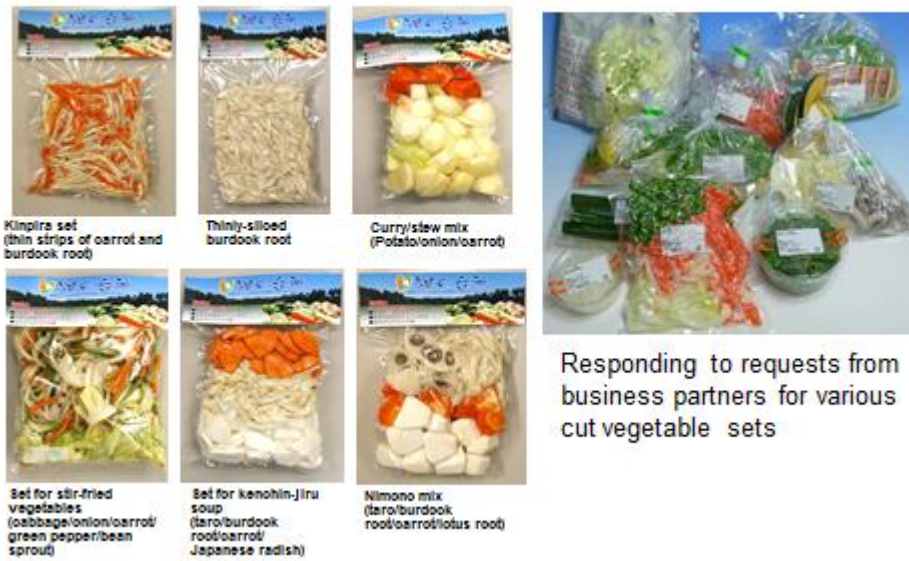 Kinpira set
(thin strips of carrot and
burdock root)
Thinly-sliced
burdock root
Curry/stew mix
(Potato/onion/carrot)
Set for stir-fried
vegetables
(cabbage/onion/carrot/
green pepper/bean
sprout)
Set for kenchin-jiru
soup
(taro/burdock
root/carrot/
Japanese radish)
Nimono mix
(taro/burdock
root/carrot/lotus root)
Responding to requests from
business partners for various
cut vegetable sets